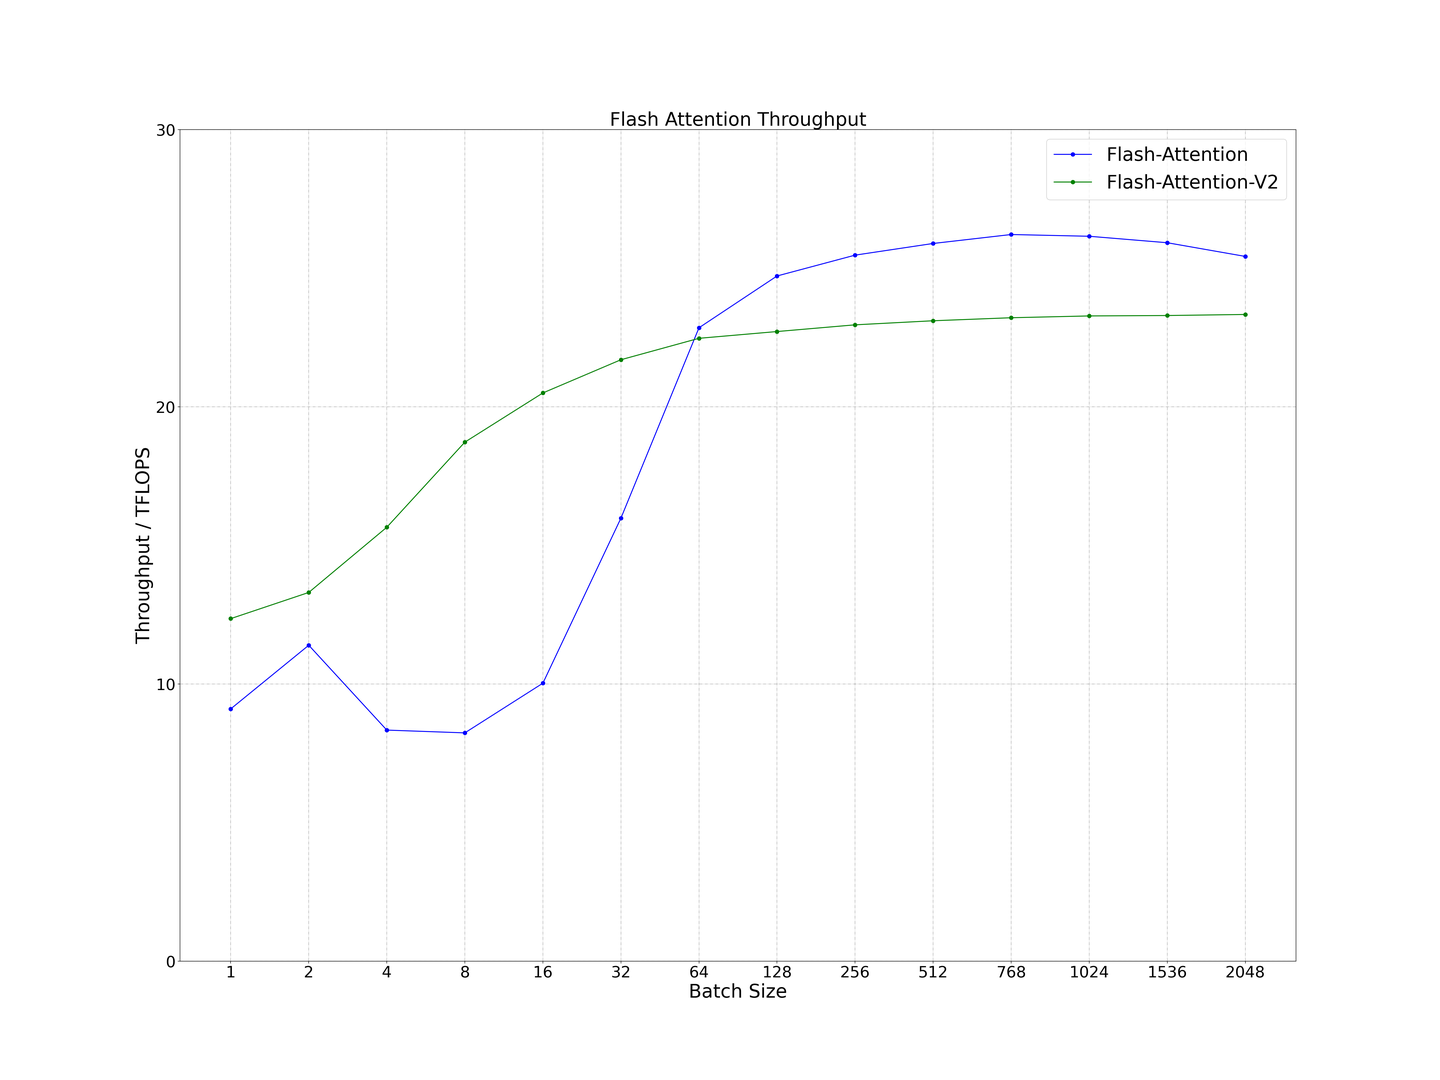 Flash Attention Throughput
Flash-Attention
Flash-Attention-V2
30
20
10
0
Throughput / TFLOPS
1 2 4 8 16 32 64 128 256 512 768 1024 1536 2048
Batch Size